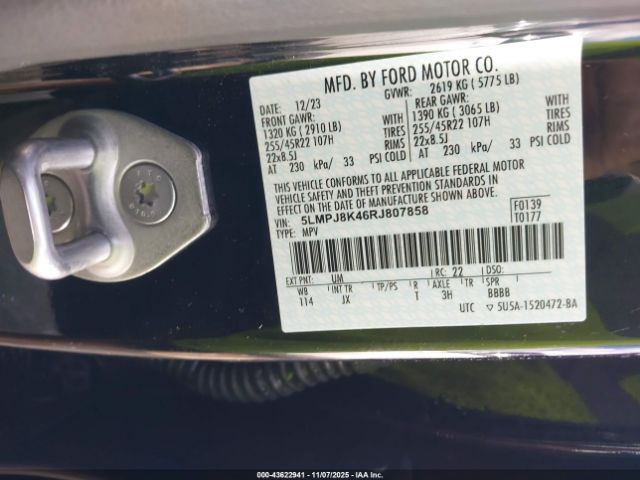 MFD. BY FORD MOTOR CO.
DATE: 12/23 GVWR: 2619 KG ( 5775 LB)
FRONT GAWR: REAR GAWR:
1320 KG ( 2910 LB) WITH 1390 KG ( 3065 LB) WITH
255/45R22 107H TIRES 255/45R22 107H TIRES
22x8.5J RIMS 22x8.5J RIMS
AT 230 kPa/ 33 PSI COLD AT 230 kPa/ 33 PSI COLD
THIS VEHICLE CONFORMS TO ALL APPLICABLE FEDERAL MOTOR
VEHICLE SAFETY AND THEFT PREVENTION STANDARDS IN
EFFECT ON THE DATE OF MANUFACTURE SHOWN ABOVE.
VIN: 5LMPJ8K46RJ807858 F0139
TYPE: MPV T0177
EXT PNT: UM RC: 22 DSO:
WB INT TR TP/PS R AXLE TR SPR
114 JX T 3H BBBB
UTC ▽ SU5A-1520472-BA
000-43622941 - 11/07/2025 - IAA Inc.